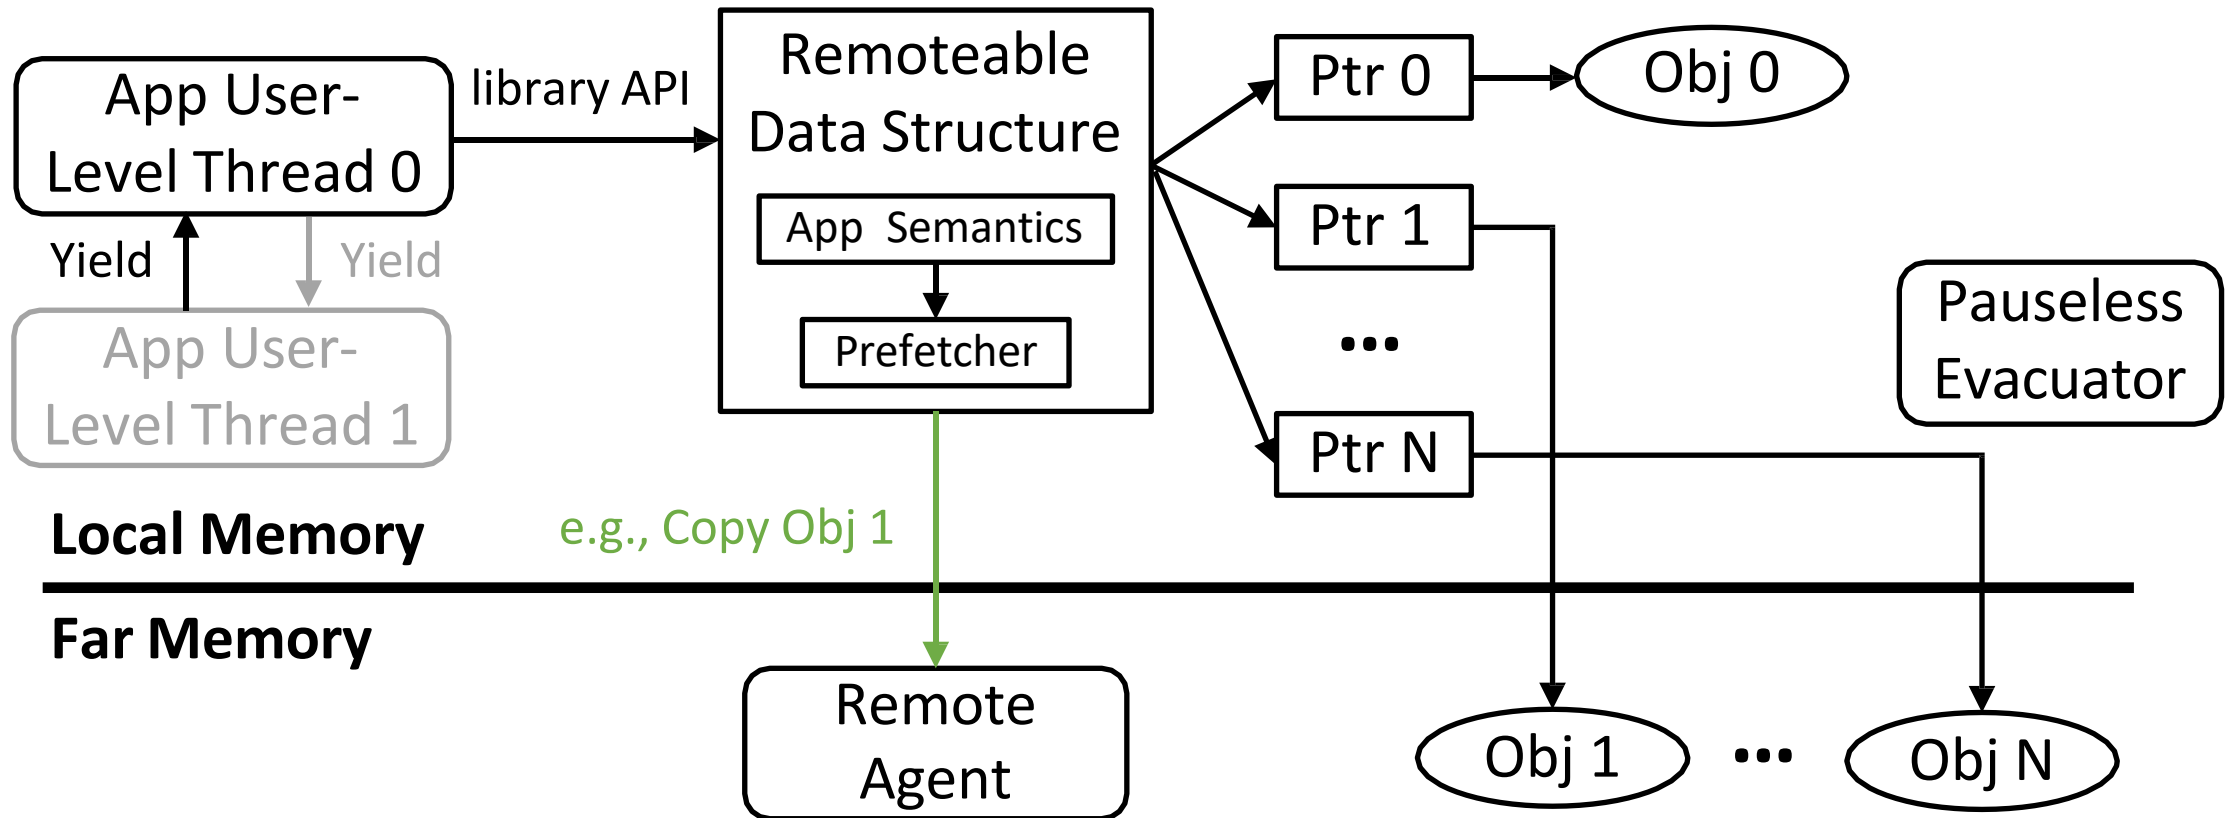 App User-
Level Thread 0
library API
Remoteable
Data Structure
App Semantics
Prefetcher
Ptr 0
Obj 0
Ptr 1
...
Ptr N
Pauseless
Evacuator
Yield
Yield
App User-
Level Thread 1
Local Memory
e.g., Copy Obj 1
Far Memory
Remote
Agent
Obj 1
...
Obj N